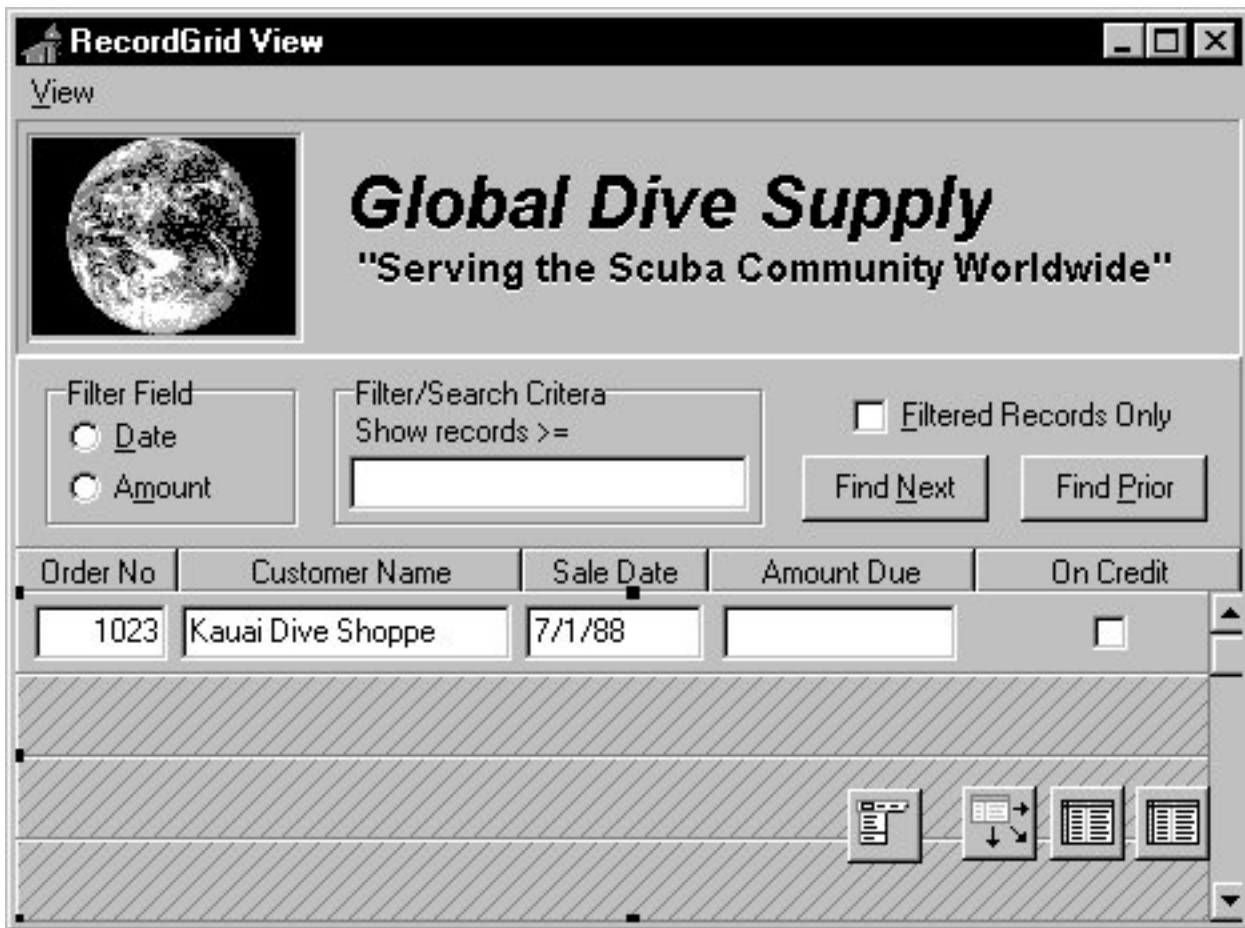 RecordGrid View
View
Global Dive Supply
"Serving the Scuba Community Worldwide"
Filter Field
Date
Amount
Filter/Search Critera
Show records >=
Filtered Records Only
Find Next
Find Prior
Order No Customer Name Sale Date Amount Due On Credit
1023 Kauai Dive Shoppe 7/1/88